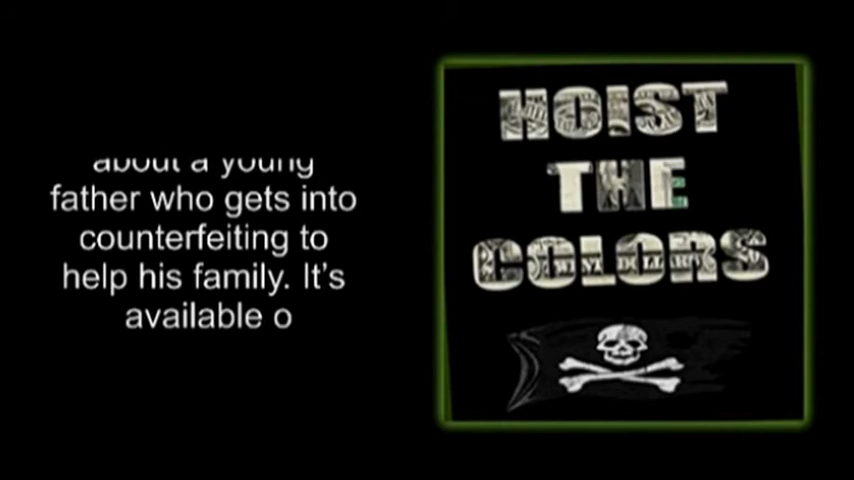 about a young
father who gets into
counterfeiting to
help his family. It's
available o
HOIST
THE
COLORS